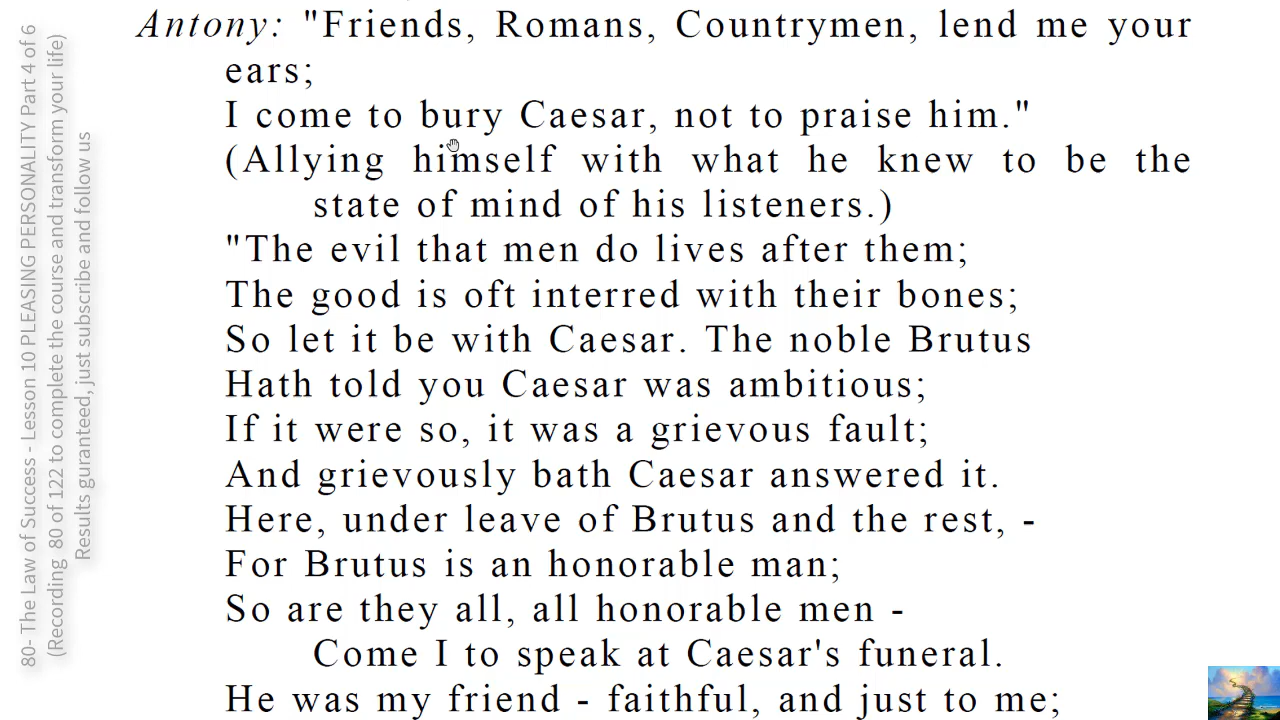 Antony: "Friends, Romans, Countrymen, lend me your
ears;
I come to bury Caesar, not to praise him."
(Allying himself with what he knew to be the
state of mind of his listeners.)
"The evil that men do lives after them;
The good is oft interred with their bones;
So let it be with Caesar. The noble Brutus
Hath told you Caesar was ambitious;
If it were so, it was a grievous fault;
And grievously bath Caesar answered it.
Here, under leave of Brutus and the rest, -
For Brutus is an honorable man;
So are they all, all honorable men -
Come I to speak at Caesar's funeral.
He was my friend - faithful, and just to me;
80- The Law of Success - Lesson 10 PLEASING PERSONALITY Part 4 of 6
(Recording 80 of 122 to complete the course and transform your life)
Results guranteed, just subscribe and follow us